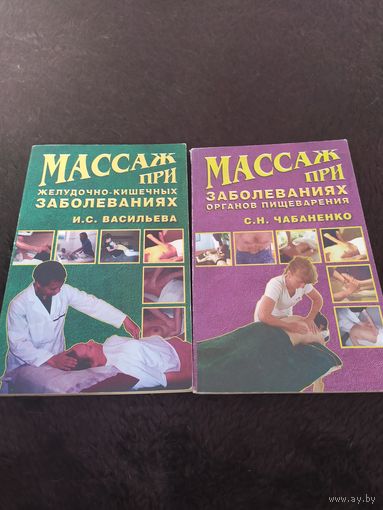 МАССАЖ
ПРИ
ЖЕЛУДОЧНО-КИШЕЧНЫХ
ЗАБОЛЕВАНИЯХ
И.С. ВАСИЛЬЕВА
МАССАЖ
ПРИ
ЗАБОЛЕВАНИЯХ
ОРГАНОВ ПИЩЕВАРЕНИЯ
С.Н. ЧАБАНЕНКО
www.ay.by